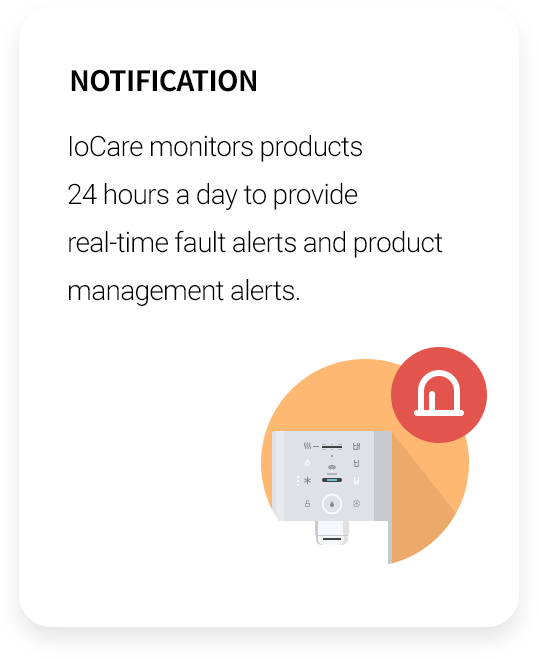 NOTIFICATION
IoCare monitors products
24 hours a day to provide
real-time fault alerts and product
management alerts.